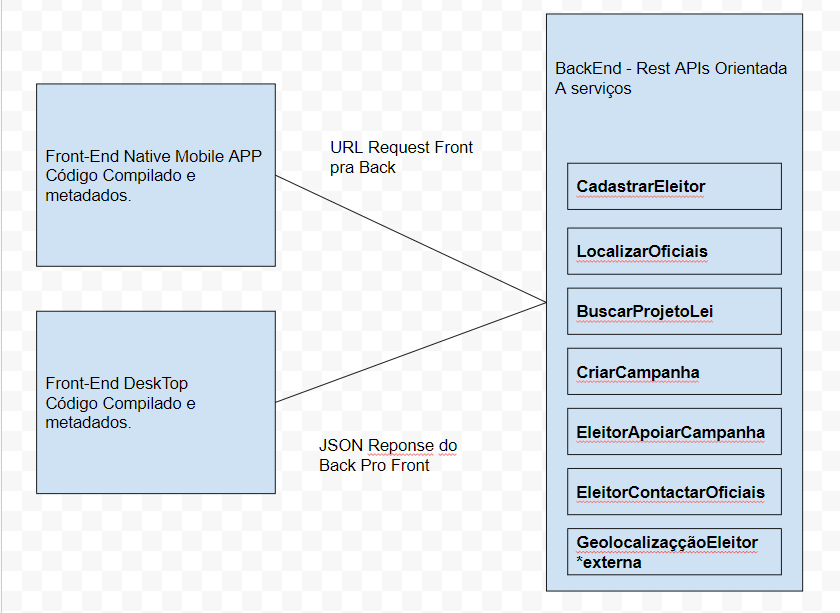 Front-End Native Mobile APP
Código Compilado e
metadados.
URL Request Front
pra Back
Front-End DeskTop
Código Compilado e
metadados.
JSON Reponse do
Back Pro Front
BackEnd - Rest APIs Orientada
A serviços
CadastrarEleitor
LocalizarOficiais
BuscarProjetoLei
CriarCampanha
EleitorApoiarCampanha
EleitorContactarOficiais
GeolocalizaççãoEleitor
*externa